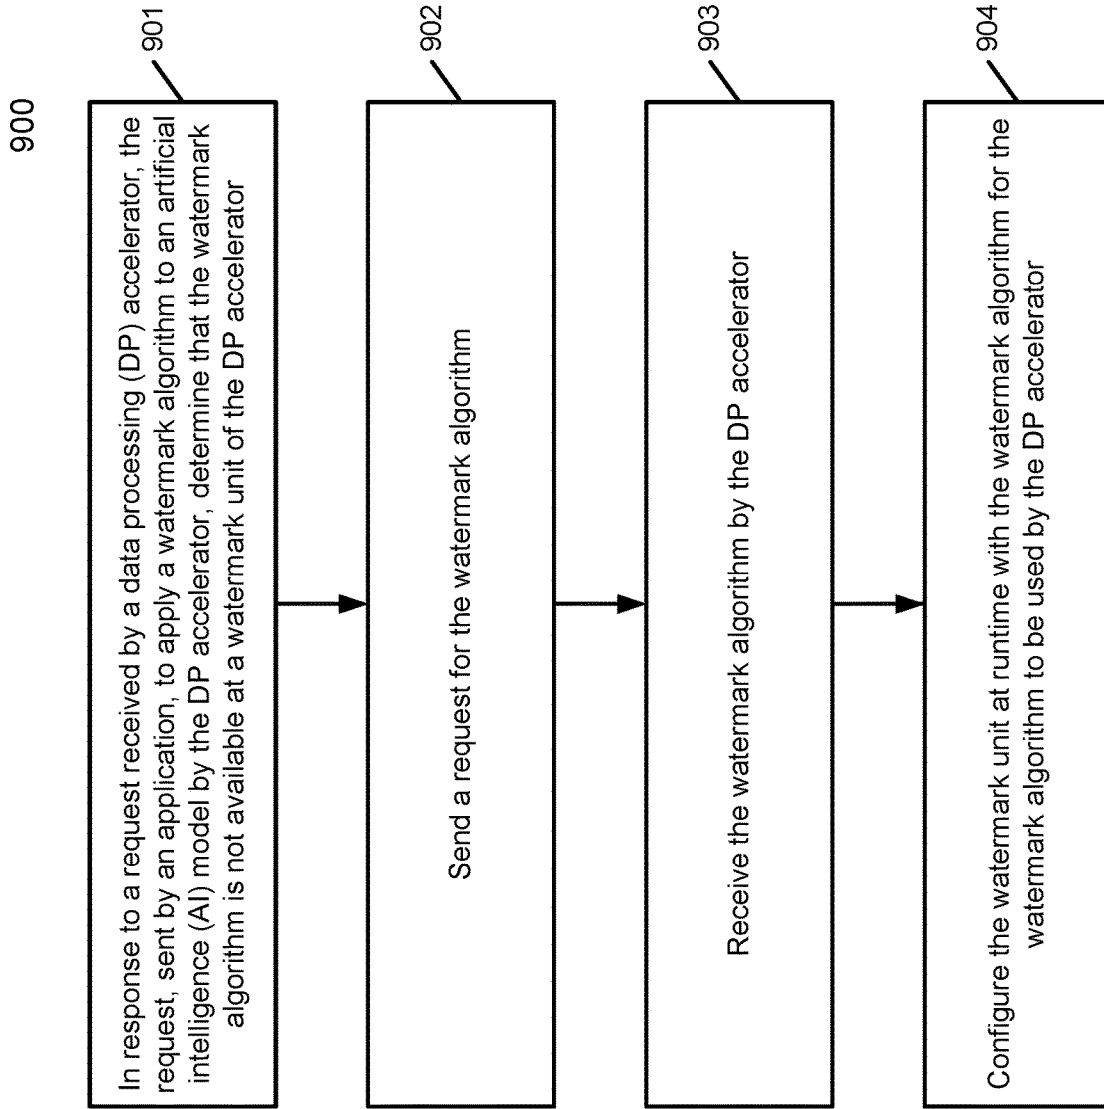 900
In response to a request received by a data processing (DP) accelerator, the
request, sent by an application, to apply a watermark algorithm to an artificial
intelligence (AI) model by the DP accelerator, determine that the watermark
algorithm is not available at a watermark unit of the DP accelerator
901
Send a request for the watermark algorithm
902
Receive the watermark algorithm by the DP accelerator
903
Configure the watermark unit at runtime with the watermark algorithm for the
watermark algorithm to be used by the DP accelerator
904